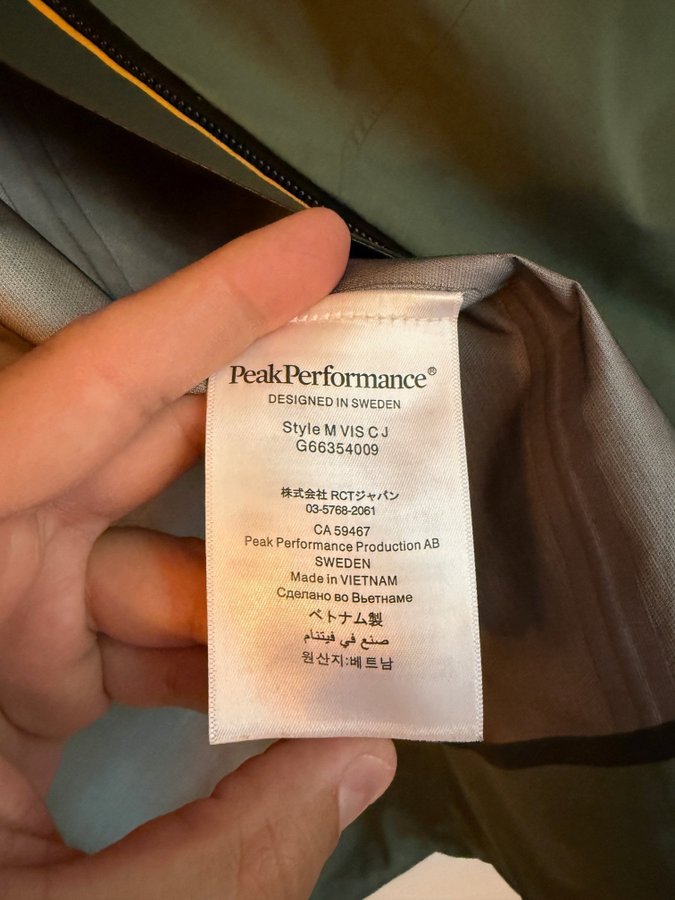 PeakPerformance®
DESIGNED IN SWEDEN
Style M VIS C J
G66354009
株式会社 RCTジャパン
03-5768-2061
CA 59467
Peak Performance Production AB
SWEDEN
Made in VIETNAM
Сделано во Вьетнаме
ベトナム製
صنع في فيتنام
원산지:베트남